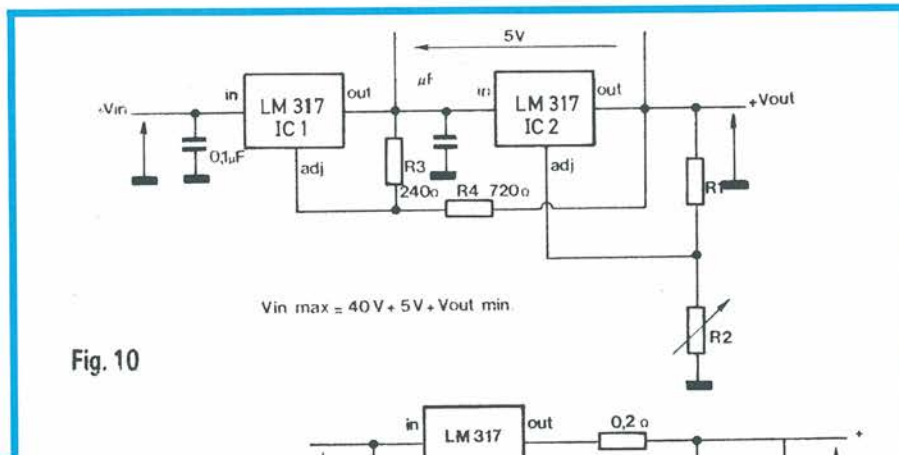 5V
+Vin
in
LM 317
IC 1
out
adj
0,1µF
R3
240Ω
µF
in
LM 317
IC 2
out
adj
R4 720Ω
+Vout
R1
R2
Vin max = 40 V + 5 V + Vout min.
Fig. 10
in
LM 317
out
0,2 Ω
+